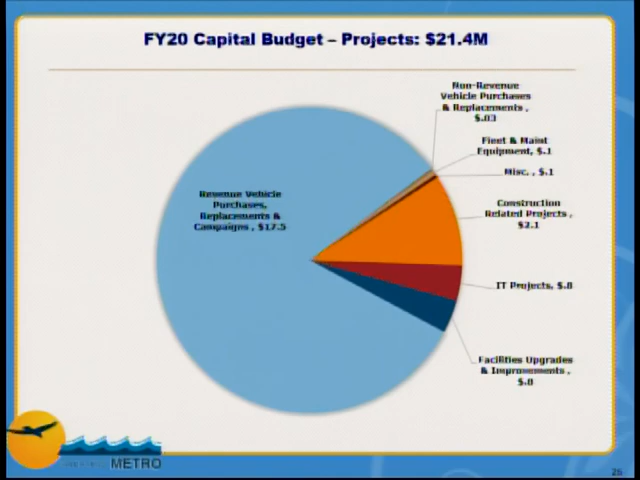 FY20 Capital Budget – Projects: $21.4M
Non-Revenue
Vehicle Purchases
& Replacements ,
$.03
Fleet & Maint
Equipment, $.1
Misc. , $.1
Revenue Vehicle
Purchases,
Replacements &
Campaigns , $17.5
Construction
Related Projects ,
$2.1
IT Projects, $.8
Facilities Upgrades
& Improvements ,
$.8
METRO
26